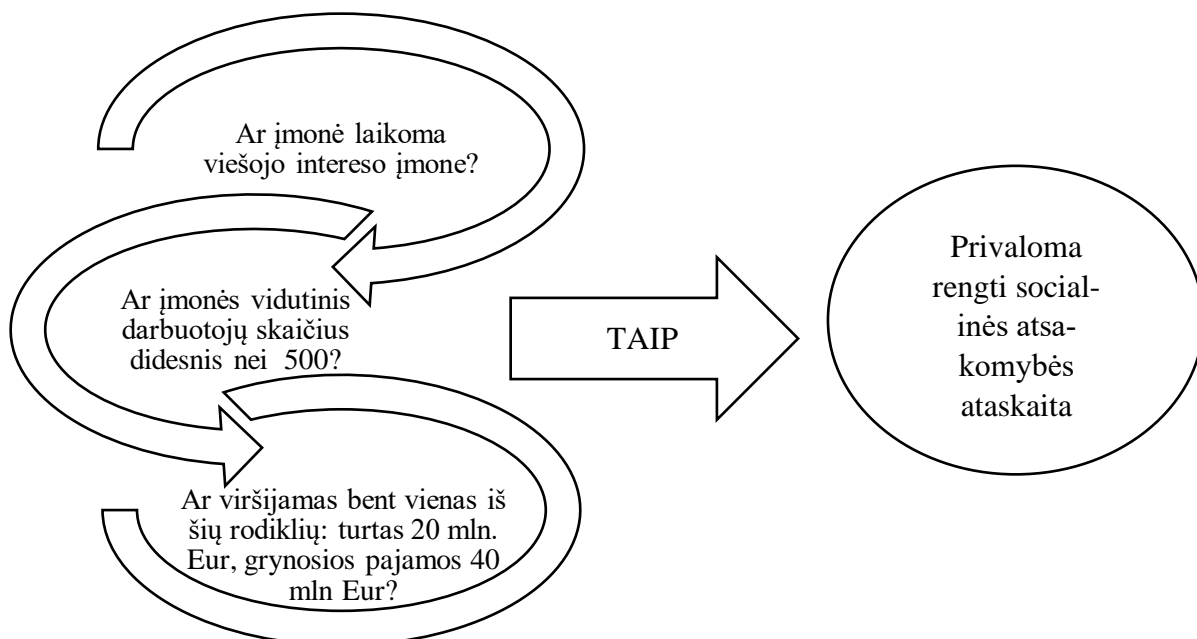 Ar įmonė laikoma
viešojo intereso įmone?
Ar įmonės vidutinis
darbuotojų skaičius
didesnis nei 500?
Ar viršijamas bent vienas iš
šių rodiklių: turtas 20 mln.
Eur, grynosios pajamos 40
mln Eur?
TAIP
Privaloma
rengti social-
inės atsa-
komybės
ataskaita